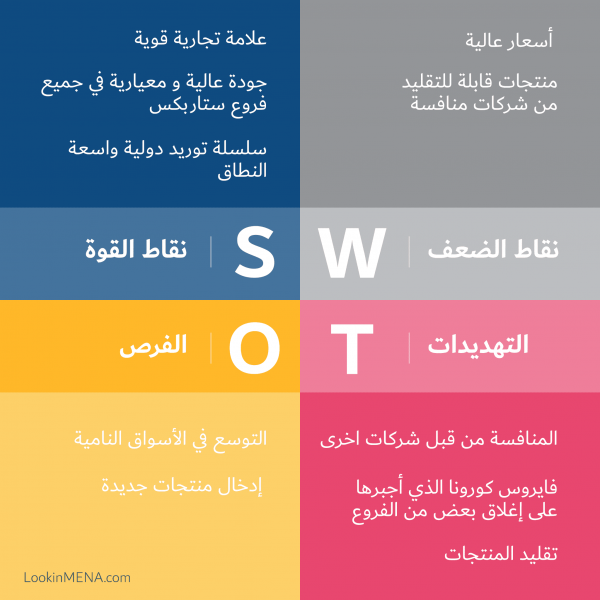 علامة تجارية قوية
جودة عالية و معيارية في جميع
فروع ستاربكس
سلسلة توريد دولية واسعة
النطاق
S
نقاط القوة
أسعار عالية
منتجات قابلة للتقليد
من شركات منافسة
W
نقاط الضعف
O
الفرص
التوسع في الأسواق النامية
إدخال منتجات جديدة
T
التهديدات
المنافسة من قبل شركات اخرى
فايروس كورونا الذي أجبرها
على إغلاق بعض من الفروع
تقليد المنتجات
LookinMENA.com